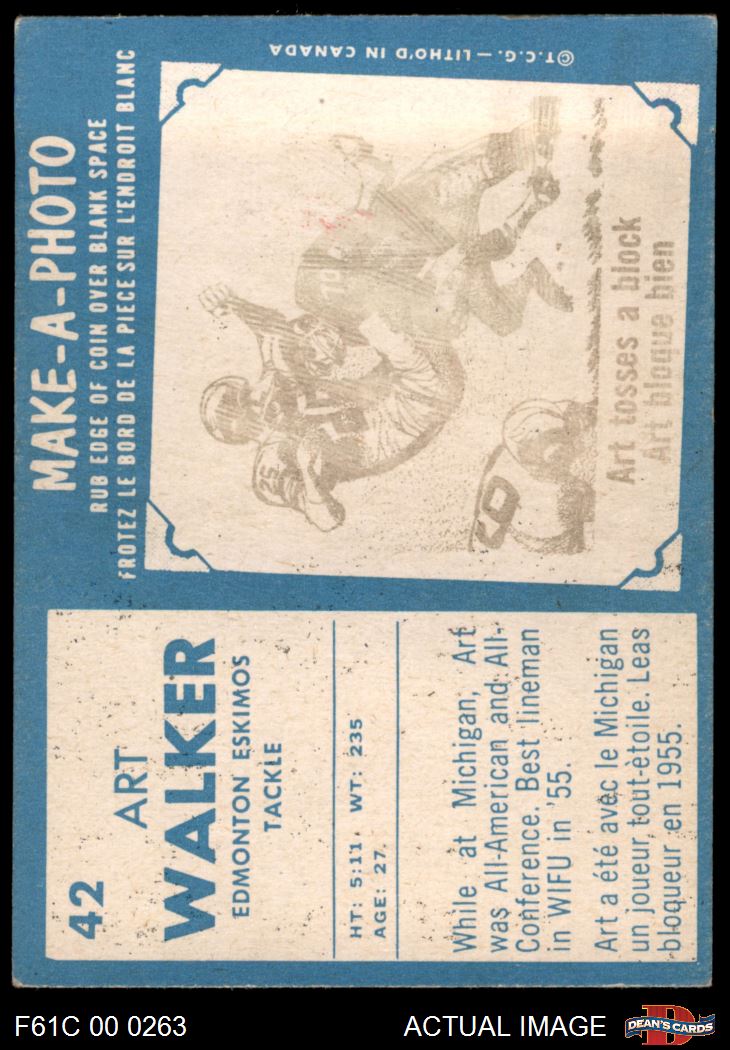 42
ART
WALKER
EDMONTON ESKIMOS
TACKLE
HT: 5:11 WT: 235
AGE: 27
While at Michigan, Art
was All-American and All-
Conference. Best lineman
in WIFU in '55.
Art a été avec le Michigan
un joueur tout-ètoile. Leas
bloqueur en 1955.
MAKE-A-PHOTO
RUB EDGE OF COIN OVER BLANK SPACE
FROTEZ LE BORD DE LA PIECE SUR L'ENDROIT BLANC
25
70
Art tosses a block
Art bloque bien
©T.C.G. — LITHO'D IN CANADA
F61C 00 0263
ACTUAL IMAGE
D
DEAN'S CARDS